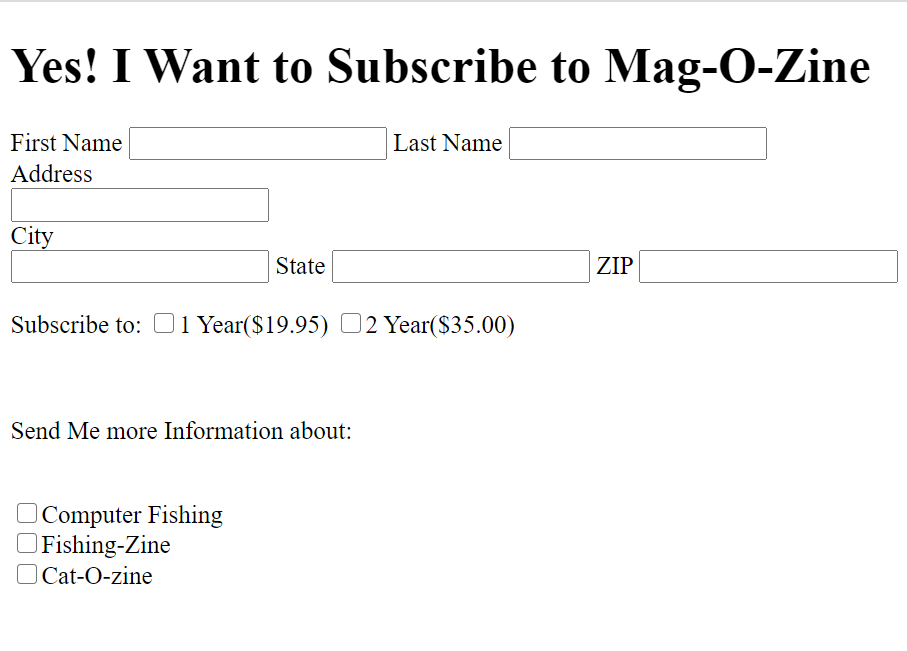 Yes! I Want to Subscribe to Mag-O-Zine
First Name Last Name
Address
City
State ZIP
Subscribe to: 1 Year($19.95) 2 Year($35.00)
Send Me more Information about:
Computer Fishing
Fishing-Zine
Cat-O-zine